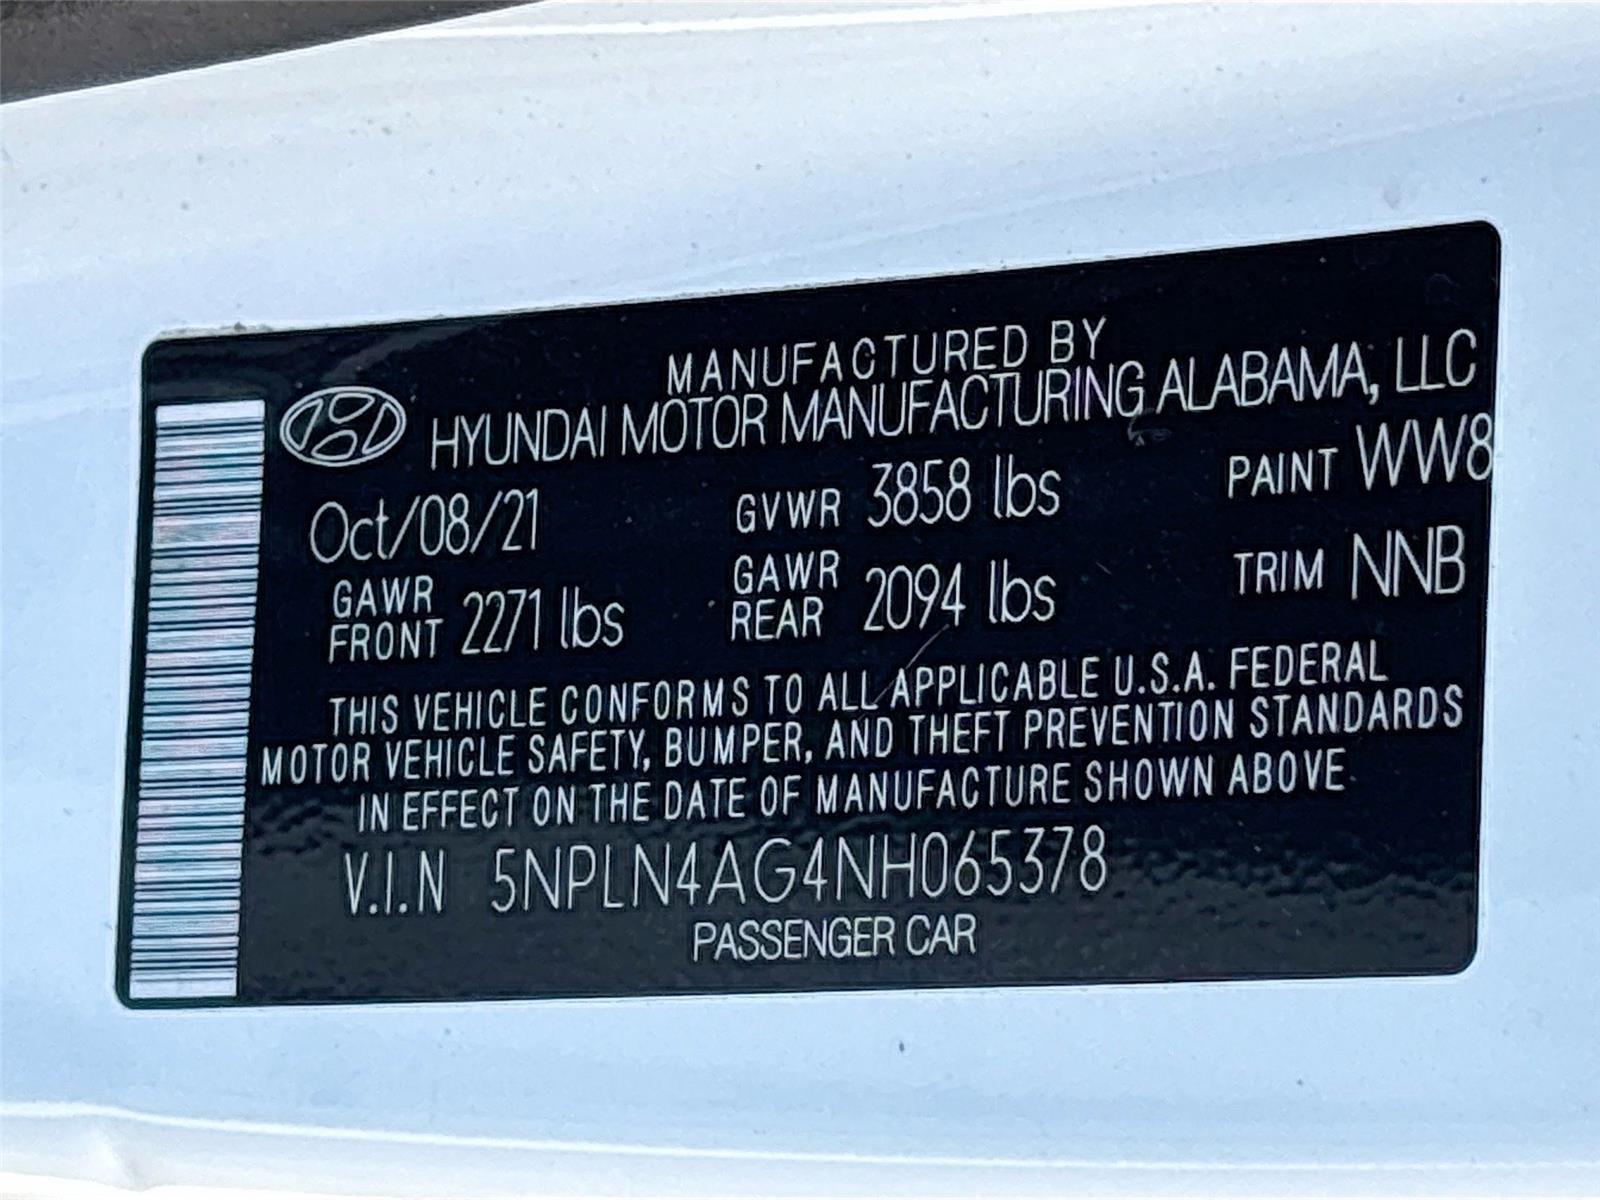 MANUFACTURED BY
HYUNDAI MOTOR MANUFACTURING ALABAMA, LLC
Oct/08/21 GVWR 3858 lbs PAINT WW8
GAWR FRONT 2271 lbs GAWR REAR 2094 lbs TRIM NNB
THIS VEHICLE CONFORMS TO ALL APPLICABLE U.S.A. FEDERAL
MOTOR VEHICLE SAFETY, BUMPER, AND THEFT PREVENTION STANDARDS
IN EFFECT ON THE DATE OF MANUFACTURE SHOWN ABOVE
V.I.N 5NPLN4AG4NH065378
PASSENGER CAR